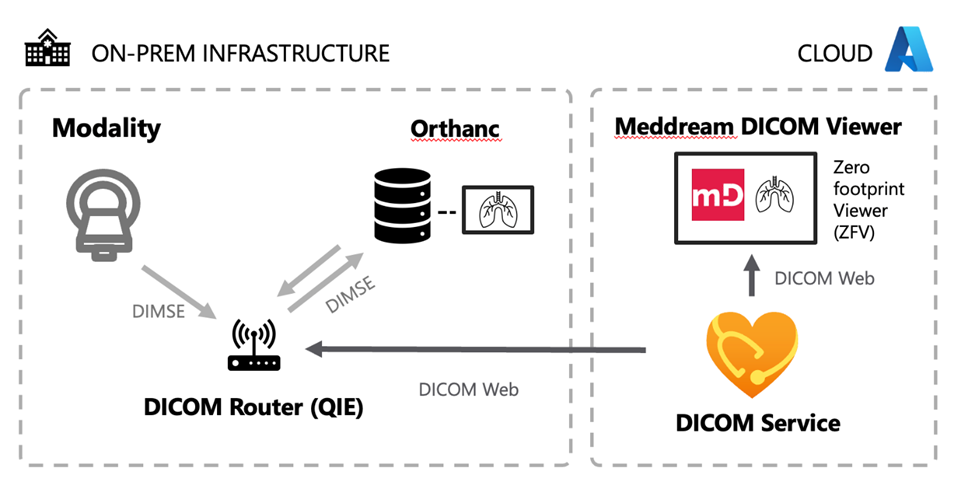 ON-PREM INFRASTRUCTURE
CLOUD
Modality
Orthanc
Meddream DICOM Viewer
mD
Zero
footprint
Viewer
(ZFV)
DICOM Web
DIMSE
DIMSE
DICOM Web
DICOM Router (QIE)
DICOM Service